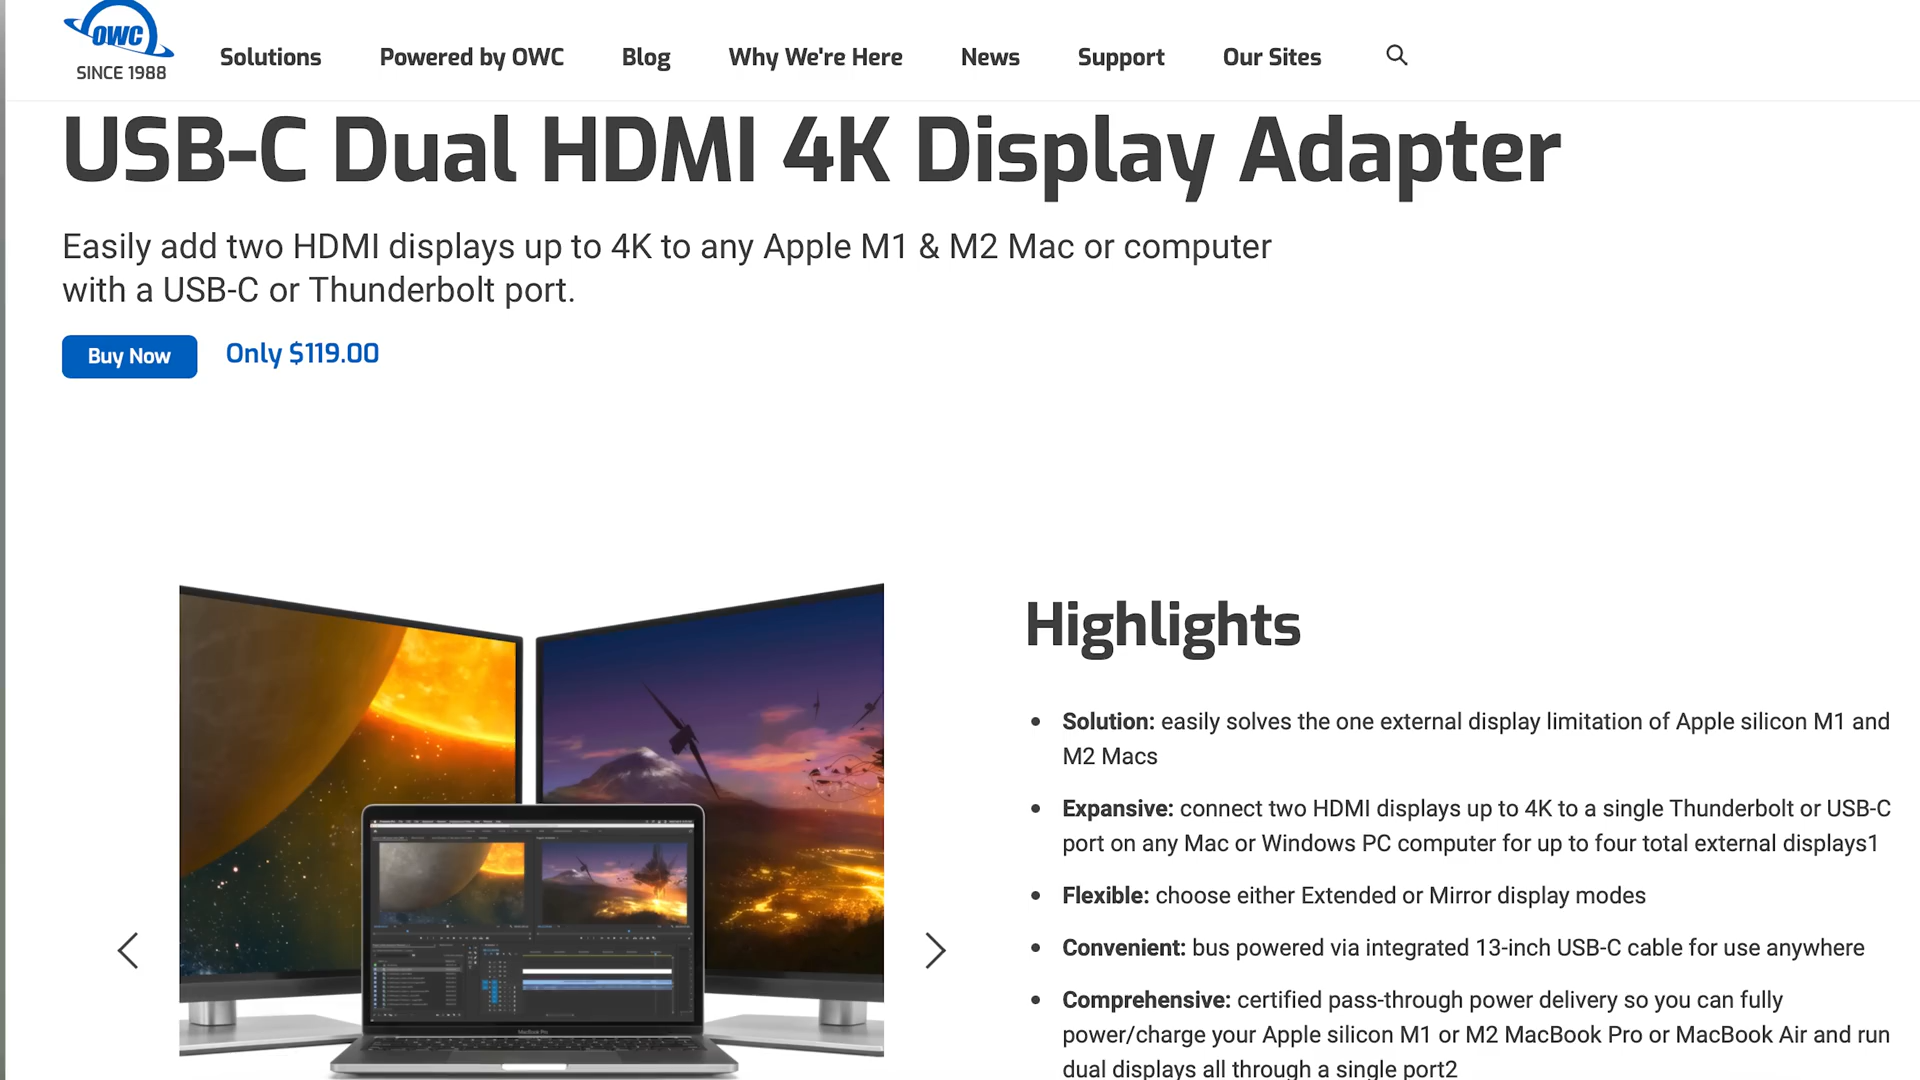 OWC
SINCE 1988
Solutions
Powered by OWC
Blog
Why We're Here
News
Support
Our Sites
USB-C Dual HDMI 4K Display Adapter
Easily add two HDMI displays up to 4K to any Apple M1 & M2 Mac or computer
with a USB-C or Thunderbolt port.
Buy Now
Only $119.00
MacBook Pro
Highlights
• Solution: easily solves the one external display limitation of Apple silicon M1 and
M2 Macs
• Expansive: connect two HDMI displays up to 4K to a single Thunderbolt or USB-C
port on any Mac or Windows PC computer for up to four total external displays1
• Flexible: choose either Extended or Mirror display modes
• Convenient: bus powered via integrated 13-inch USB-C cable for use anywhere
• Comprehensive: certified pass-through power delivery so you can fully
power/charge your Apple silicon M1 or M2 MacBook Pro or MacBook Air and run
dual displays all through a single port2